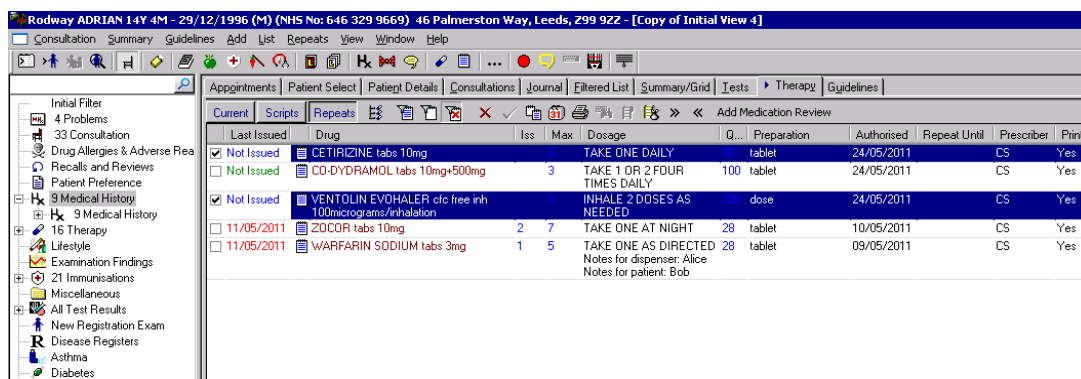 Rodway ADRIAN 14Y 4M - 29/12/1996 (M) (NHS No: 646 329 9669) 46 Palmerston Way, Leeds, Z99 9ZZ - [Copy of Initial View 4]
Consultation Summary Guidelines Add List Repeats View Window Help
Appointments Patient Select Patient Details Consultations Journal Filtered List Summary/Grid Tests Therapy Guidelines
Current Scripts Repeats Add Medication Review
Last Issued Drug Iss Max Dosage Q... Preparation Authorised Repeat Until Prescriber Prin
Not Issued CETIRIZINE tabs 10mg TAKE ONE DAILY tablet 24/05/2011 CS Yes
Not Issued CO-DYDRAMOL tabs 10mg+500mg 3 TAKE 1 OR 2 FOUR 100 tablet 24/05/2011 CS Yes
TIMES DAILY
Not Issued VENTOLIN EVOHALER cfc free inh INHALE 2 DOSES AS 200 dose 24/05/2011 CS Yes
100micrograms/inhalation NEEDED
11/05/2011 ZOCOR tabs 10mg 2 7 TAKE ONE AT NIGHT 28 tablet 10/05/2011 CS Yes
11/05/2011 WARFARIN SODIUM tabs 3mg 1 5 TAKE ONE AS DIRECTED 28 tablet 09/05/2011 CS Yes
Notes for dispenser: Alice
Notes for patient: Bob
Initial Filter
4 Problems
33 Consultation
Drug Allergies & Adverse Rea
Recalls and Reviews
Patient Preference
9 Medical History
9 Medical History
16 Therapy
Lifestyle
Examination Findings
21 Immunisations
Miscellaneous
All Test Results
New Registration Exam
Disease Registers
Asthma
Diabetes